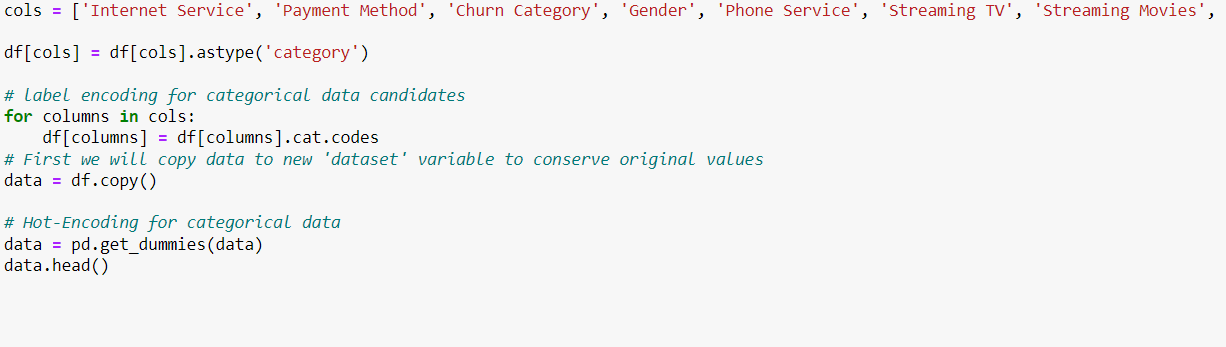 cols = ['Internet Service', 'Payment Method', 'Churn Category', 'Gender', 'Phone Service', 'Streaming TV', 'Streaming Movies',
df[cols] = df[cols].astype('category')
# label encoding for categorical data candidates
for columns in cols:
    df[columns] = df[columns].cat.codes
# First we will copy data to new 'dataset' variable to conserve original values
data = df.copy()
# Hot-Encoding for categorical data
data = pd.get_dummies(data)
data.head()